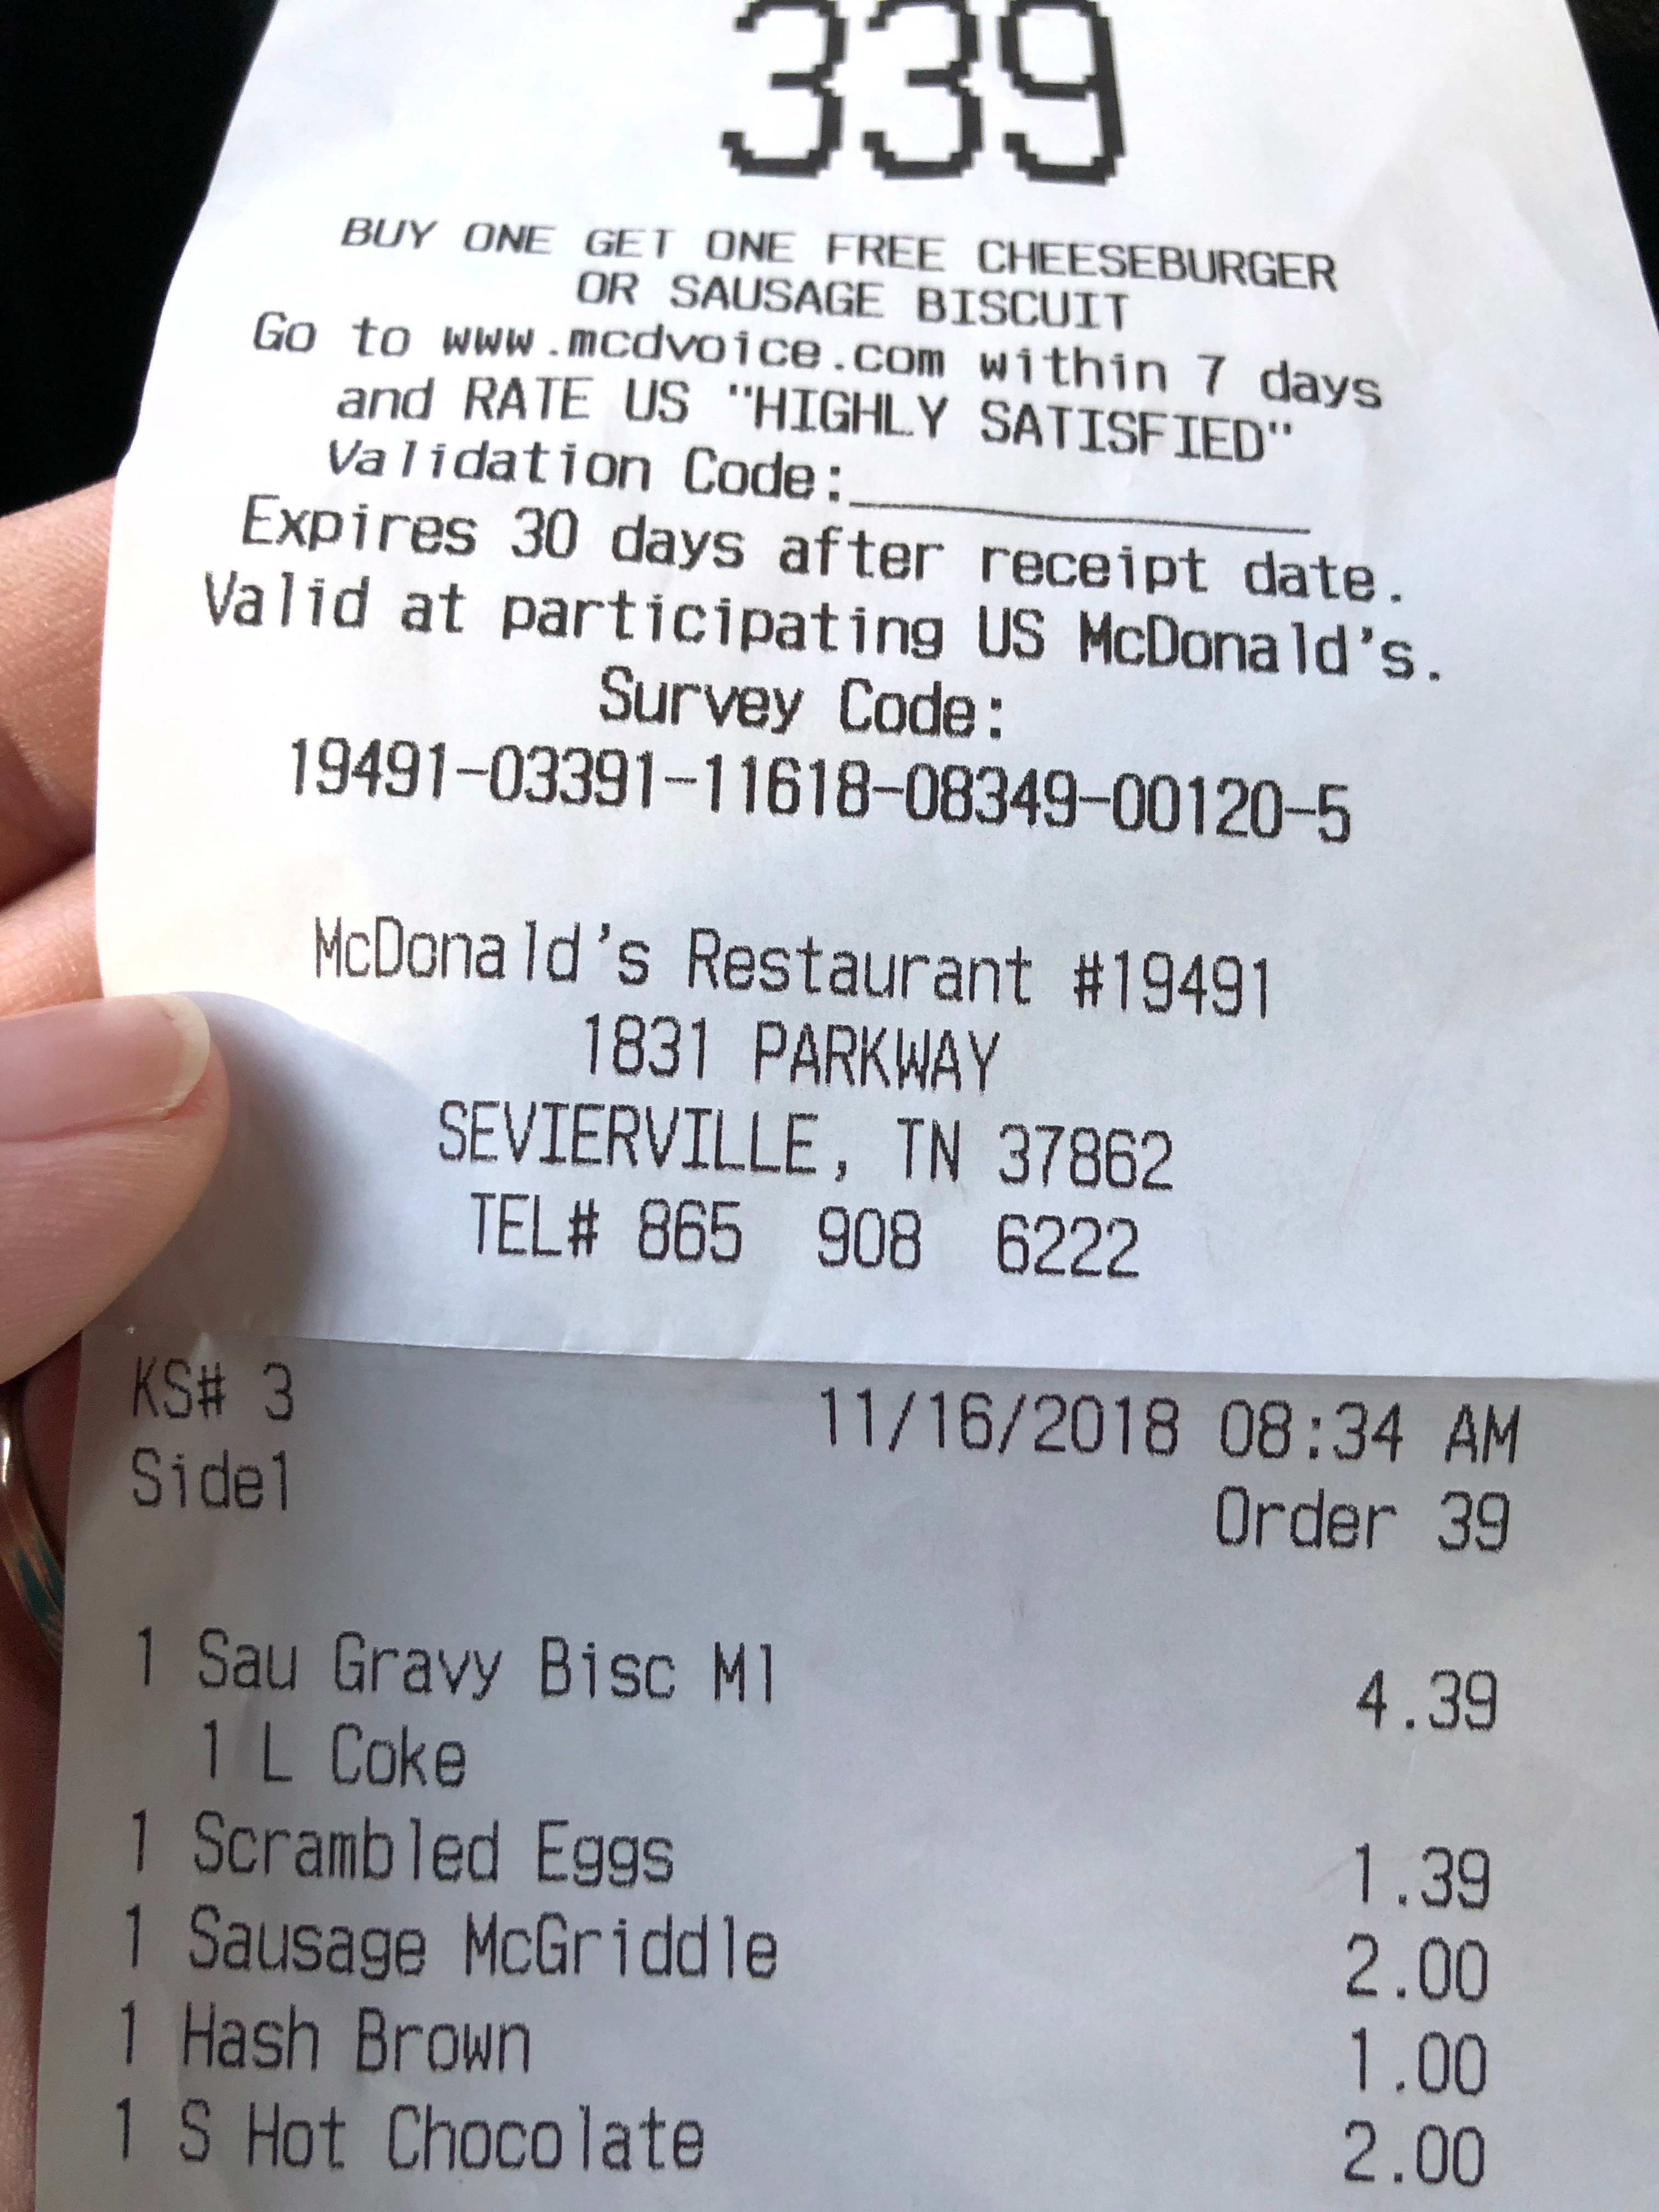 339
BUY ONE GET ONE FREE CHEESEBURGER
OR SAUSAGE BISCUIT
Go to www.mcdvoice.com within 7 days
and RATE US "HIGHLY SATISFIED"
Validation Code:____________
Expires 30 days after receipt date.
Valid at participating US McDonald's.
Survey Code:
19491-03391-11618-08349-00120-5
McDonald's Restaurant #19491
1831 PARKWAY
SEVIERVILLE, TN 37862
TEL# 865 908 6222
KS# 3 11/16/2018 08:34 AM
Side1 Order 39
1 Sau Gravy Bisc Ml 4.39
1 L Coke
1 Scrambled Eggs 1.39
1 Sausage McGriddle 2.00
1 Hash Brown 1.00
1 S Hot Chocolate 2.00